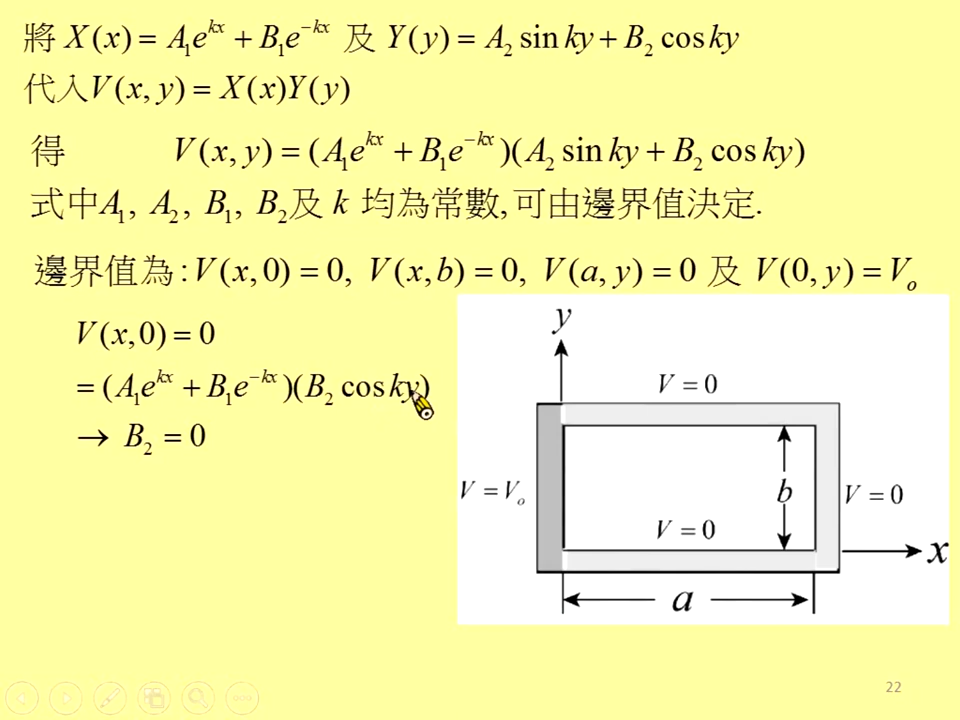 將 X(x) = A₁e^{kx} + B₁e^{−kx} 及 Y(y) = A₂ sin ky + B₂ cos ky
代入V(x, y) = X(x)Y(y)
得 V(x, y) = (A₁e^{kx} + B₁e^{−kx})(A₂ sin ky + B₂ cos ky)
式中A₁, A₂, B₁, B₂及 k 均為常數,可由邊界值決定.
邊界值為:V(x,0) = 0, V(x,b) = 0, V(a, y) = 0 及 V(0, y) = Vₒ
V(x,0) = 0
= (A₁e^{kx} + B₁e^{−kx})(B₂ cos ky)
→ B₂ = 0
y
V = 0
V = Vₒ
b
V = 0
V = 0
x
a
22